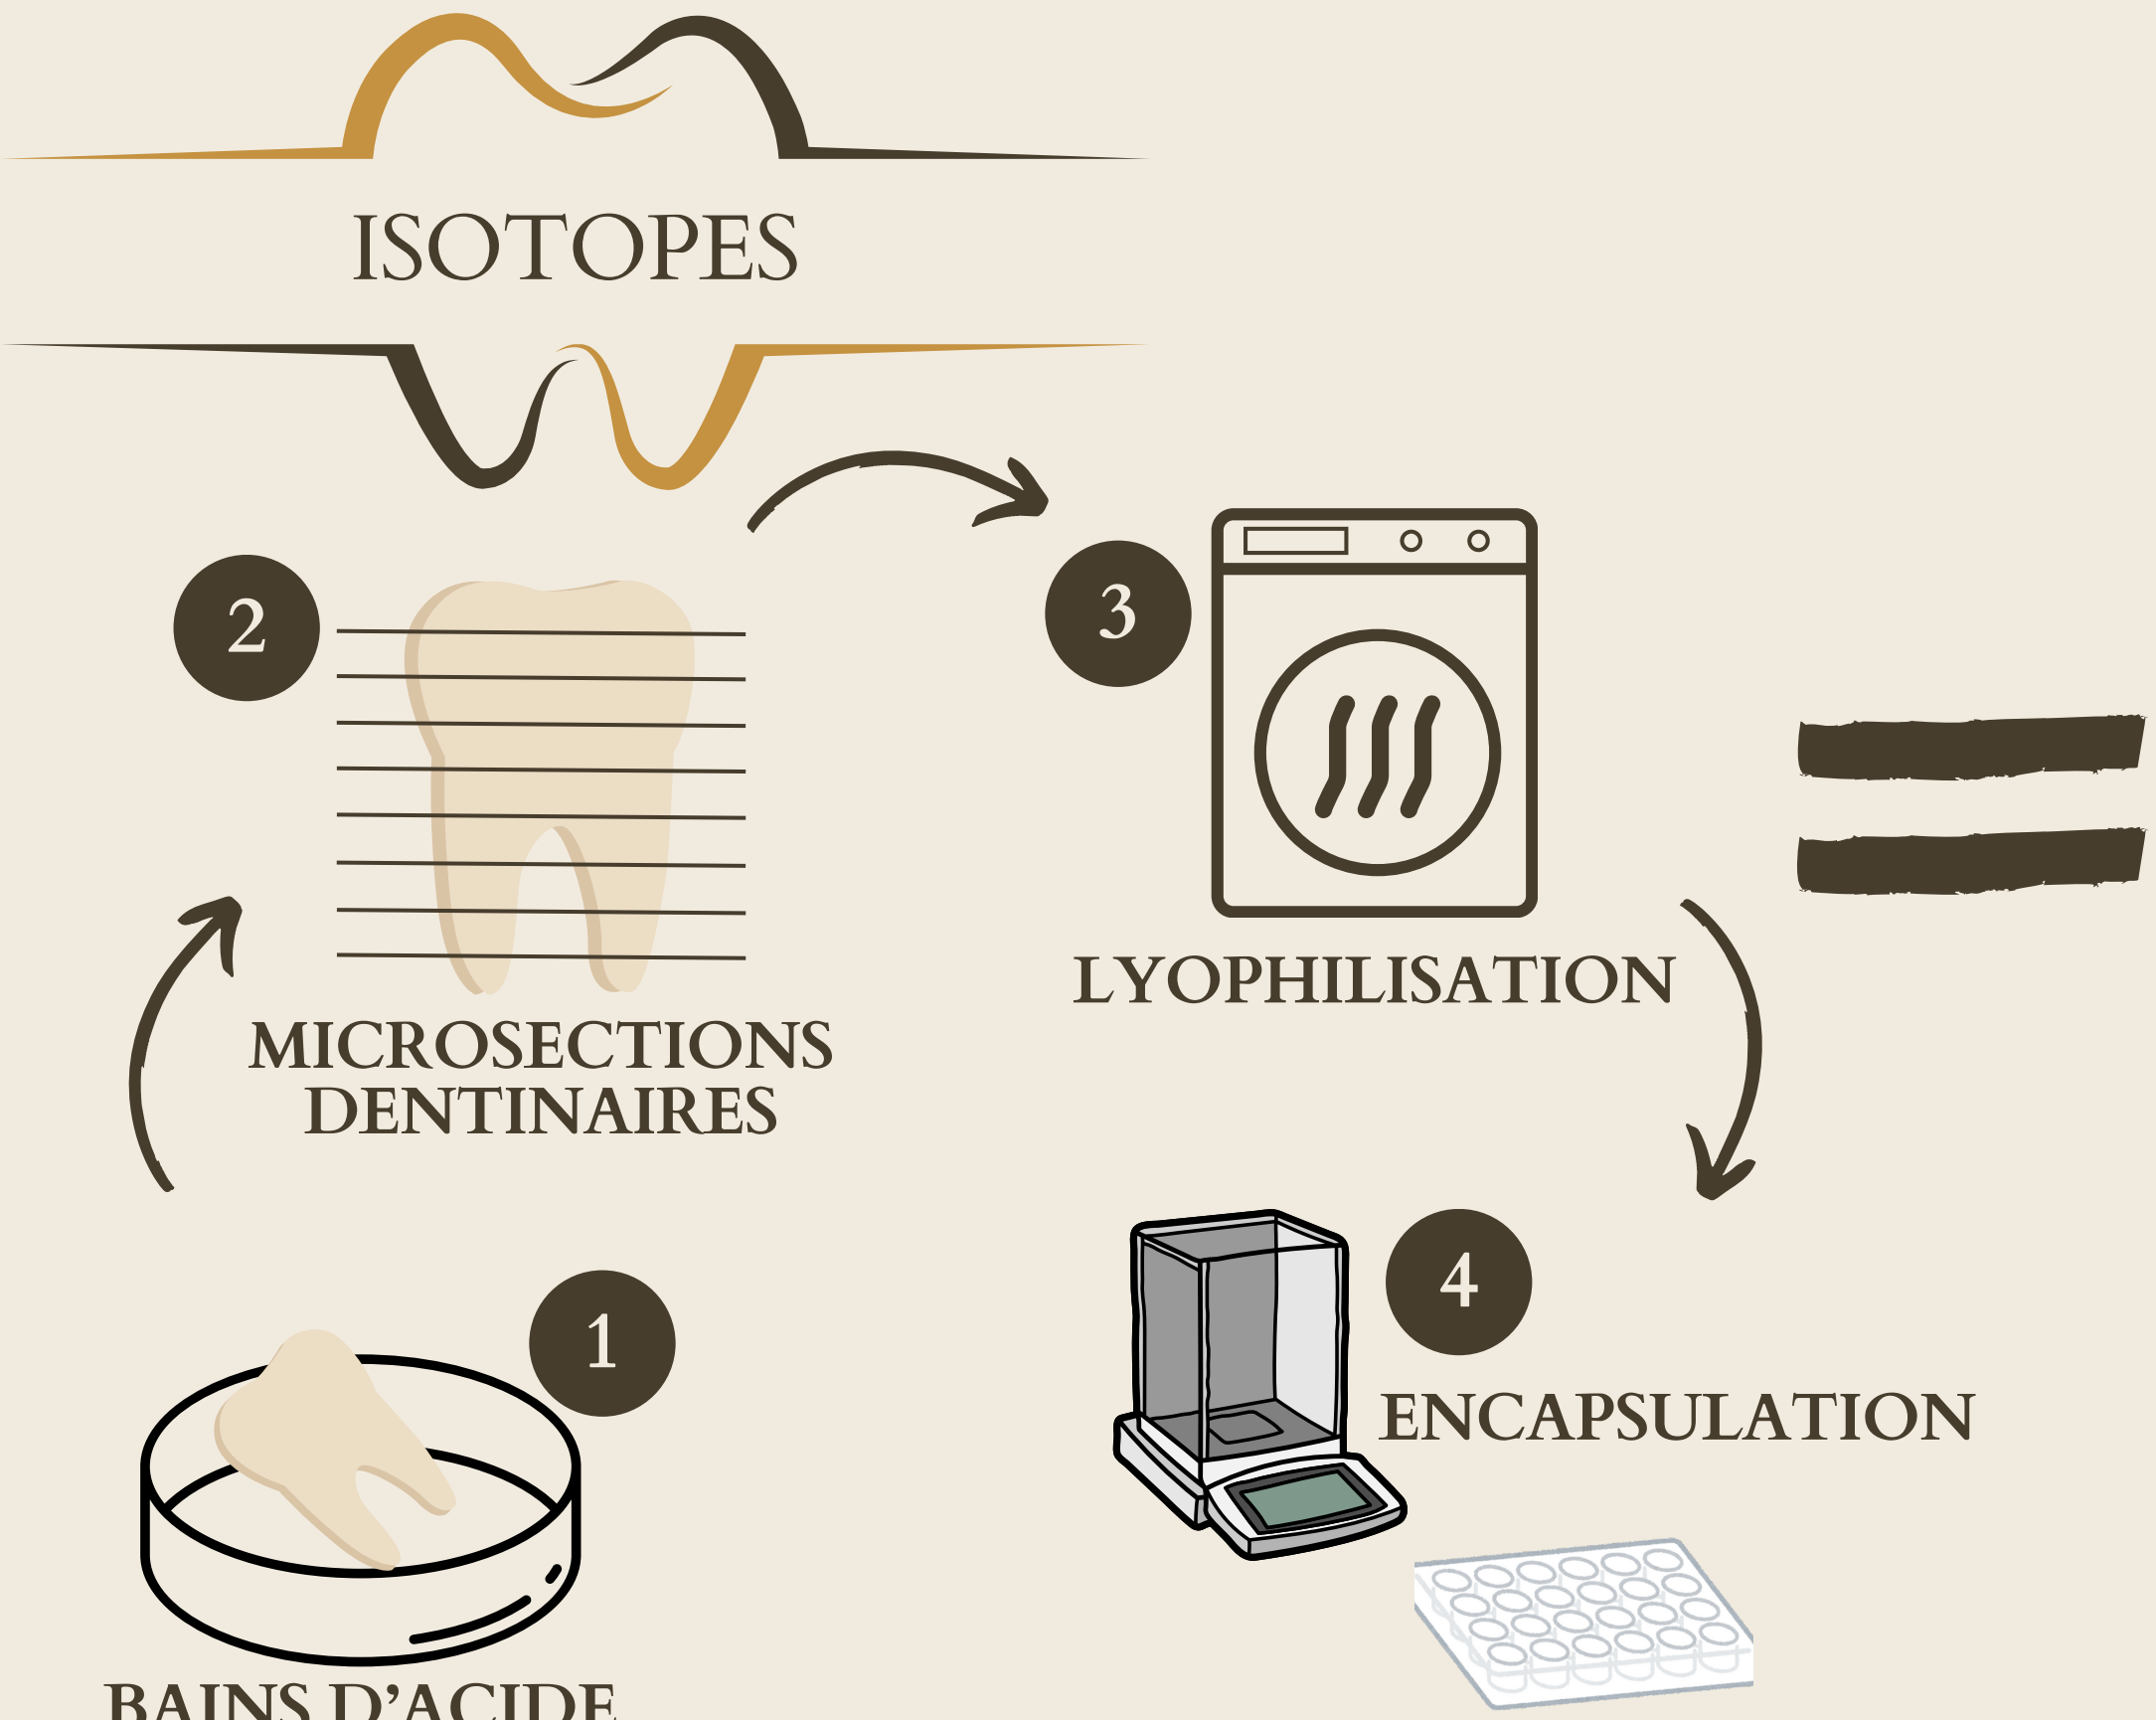 ISOTOPES
2
MICROSECTIONS
DENTINAIRES
3
LYOPHILISATION
1
BAINS D'ACIDE
4
ENCAPSULATION